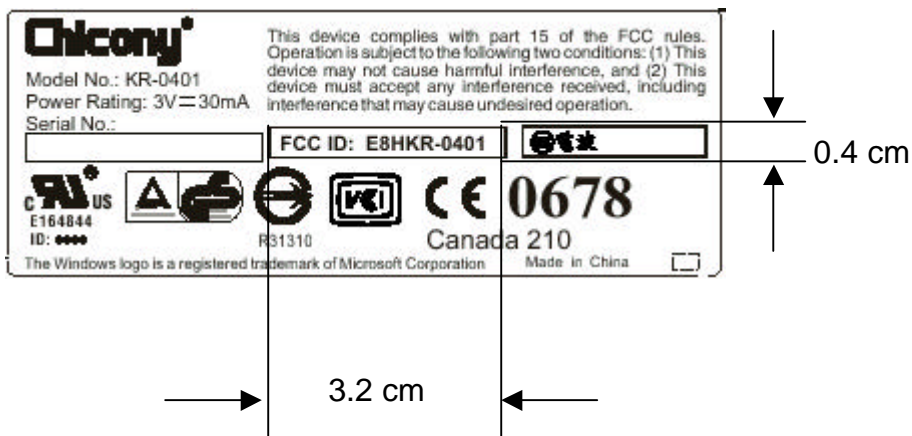 Chicony
This device complies with part 15 of the FCC rules.
Operation is subject to the following two conditions: (1) This
device may not cause harmful interference, and (2) This
device must accept any interference received, including
interference that may cause undesired operation.
Model No.: KR-0401
Power Rating: 3V⎓30mA
Serial No.:
FCC ID: E8HKR-0401
電波
0.4 cm
c RU US
E164844
ID:
R31310
VCI
CE 0678
Canada 210
The Windows logo is a registered trademark of Microsoft Corporation
Made in China
3.2 cm